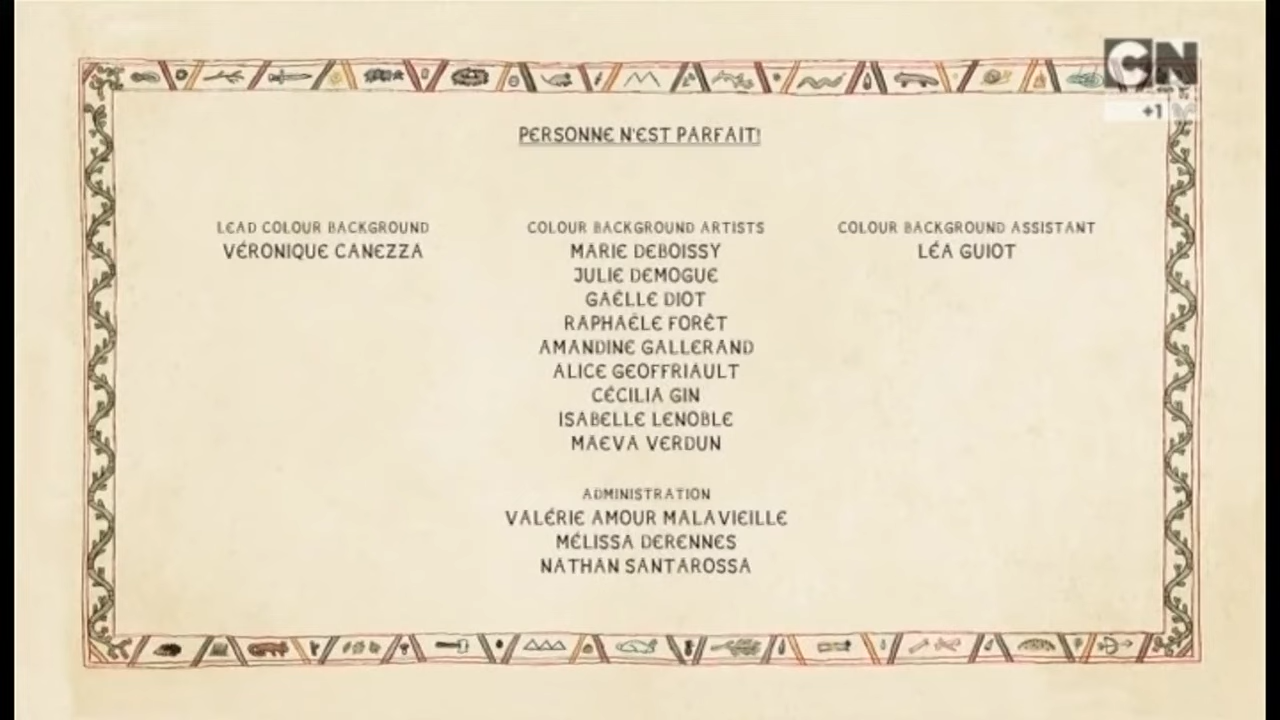 CN
+1
PERSONNE N'EST PARFAIT!
LEAD COLOUR BACKGROUND
VÉRONIQUE CANEZZA
COLOUR BACKGROUND ARTISTS
MARIE DEBOISSY
JULIE DEMOGUE
GAËLLE DIOT
RAPHAÈLE FORÊT
AMANDINE GALLERAND
ALICE GEOFFRIAULT
CÉCILIA GIN
ISABELLE LENOBLE
MAEVA VERDUN
COLOUR BACKGROUND ASSISTANT
LÉA GUIOT
ADMINISTRATION
VALÉRIE AMOUR MALAVIEILLE
MÉLISSA DERENNES
NATHAN SANTAROSSA